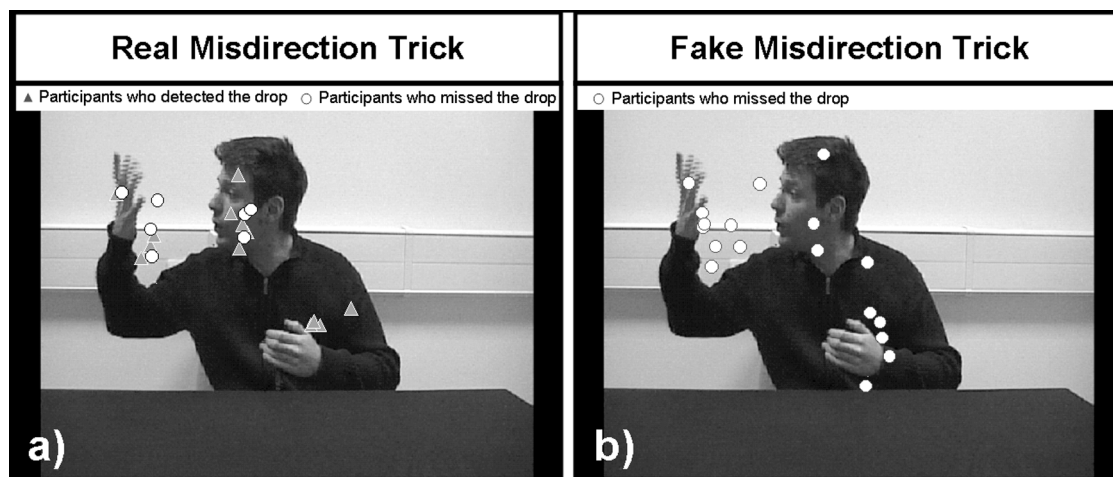 Real Misdirection Trick
Participants who detected the drop Participants who missed the drop
a)
Fake Misdirection Trick
Participants who missed the drop
b)